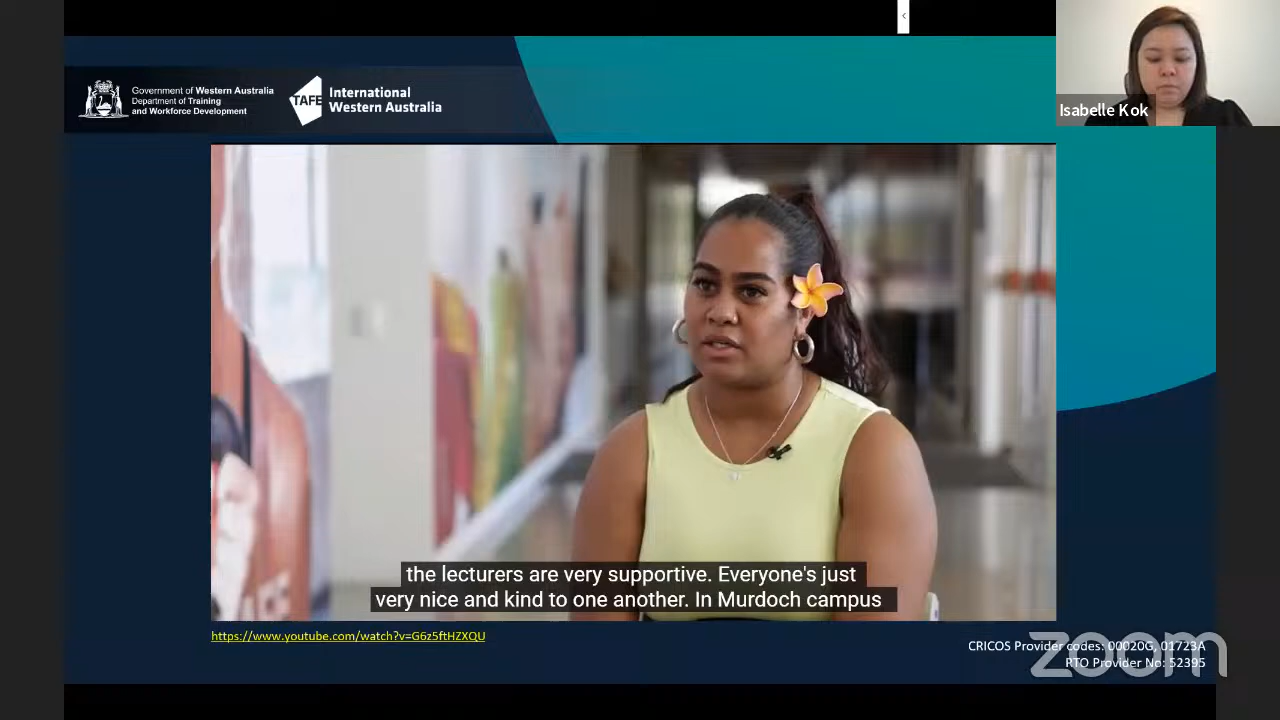 Government of Western Australia
Department of Training
and Workforce Development
TAFE
International
Western Australia
Isabelle Kok
the lecturers are very supportive. Everyone's just
very nice and kind to one another. In Murdoch campus
https://www.youtube.com/watch?v=G6z5ftHZXQU
CRICOS Provider codes: 00020G, 01723A
RTO Provider No: 52395
zoom